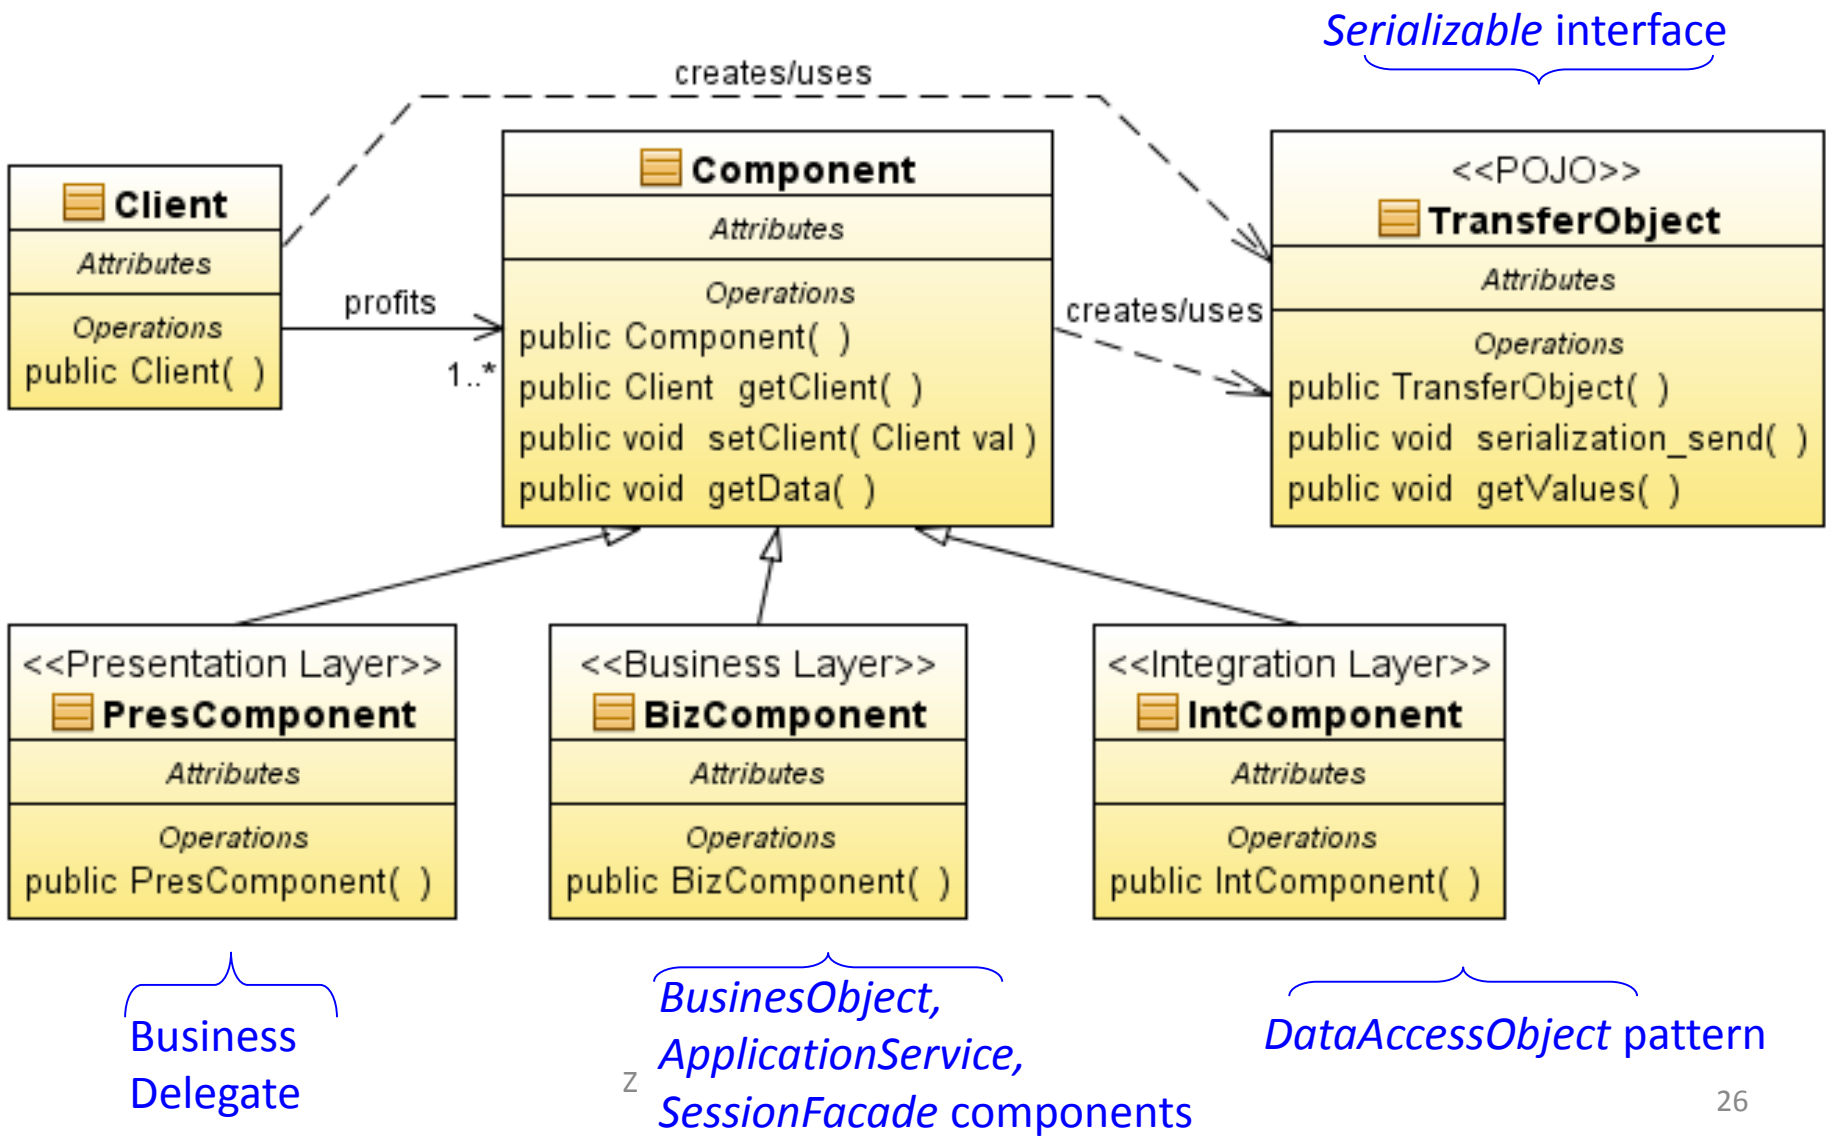 Serializable interface
creates/uses
Client
Attributes
Operations
public Client( )
profits
1..*
Component
Attributes
Operations
public Component( )
public Client getClient( )
public void setClient( Client val )
public void getData( )
creates/uses
<<POJO>>
TransferObject
Attributes
Operations
public TransferObject( )
public void serialization_send( )
public void getValues( )
<<Presentation Layer>>
PresComponent
Attributes
Operations
public PresComponent( )
<<Business Layer>>
BizComponent
Attributes
Operations
public BizComponent( )
<<Integration Layer>>
IntComponent
Attributes
Operations
public IntComponent( )
Business
Delegate
BusinesObject,
ApplicationService,
SessionFacade components
DataAccessObject pattern
Z
26